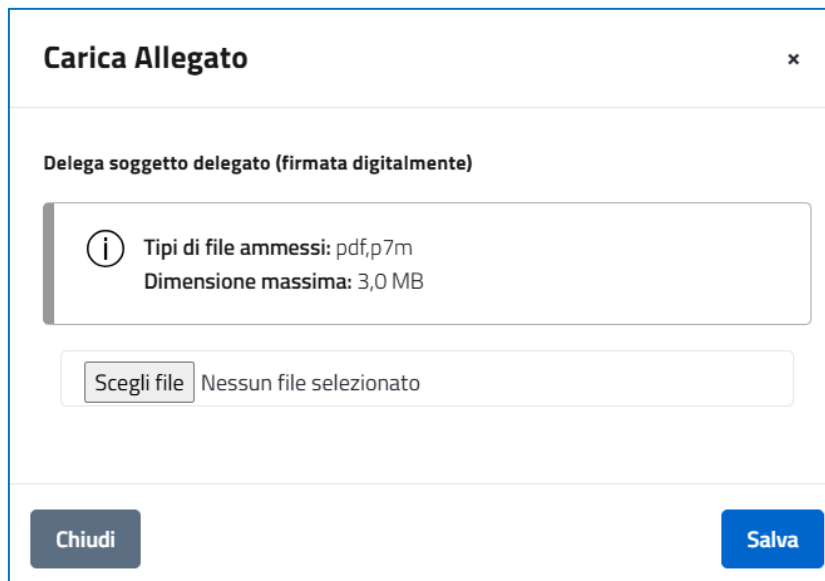 Carica Allegato
×
Delega soggetto delegato (firmata digitalmente)
Tipi di file ammessi: pdf,p7m
Dimensione massima: 3,0 MB
Scegli file Nessun file selezionato
Chiudi
Salva